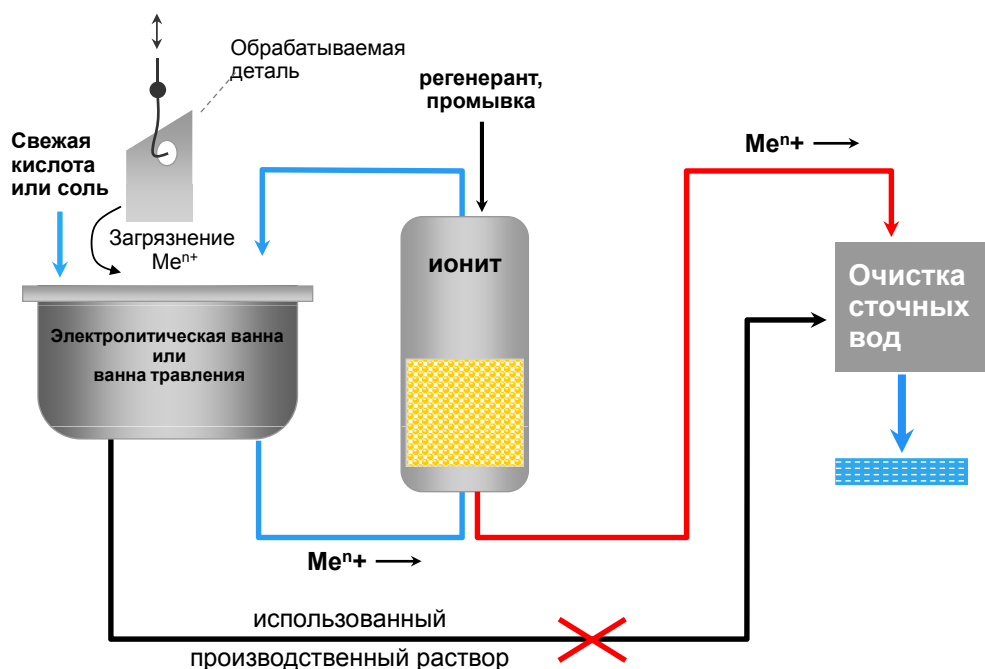 Обрабатываемая
деталь
регенерант,
промывка
Свежая
кислота
или соль
Meⁿ+
Загрязнение
Meⁿ⁺
ионит
Очистка
сточных
вод
Электролитическая ванна
или
ванна травления
Meⁿ+
использованный
производственный раствор